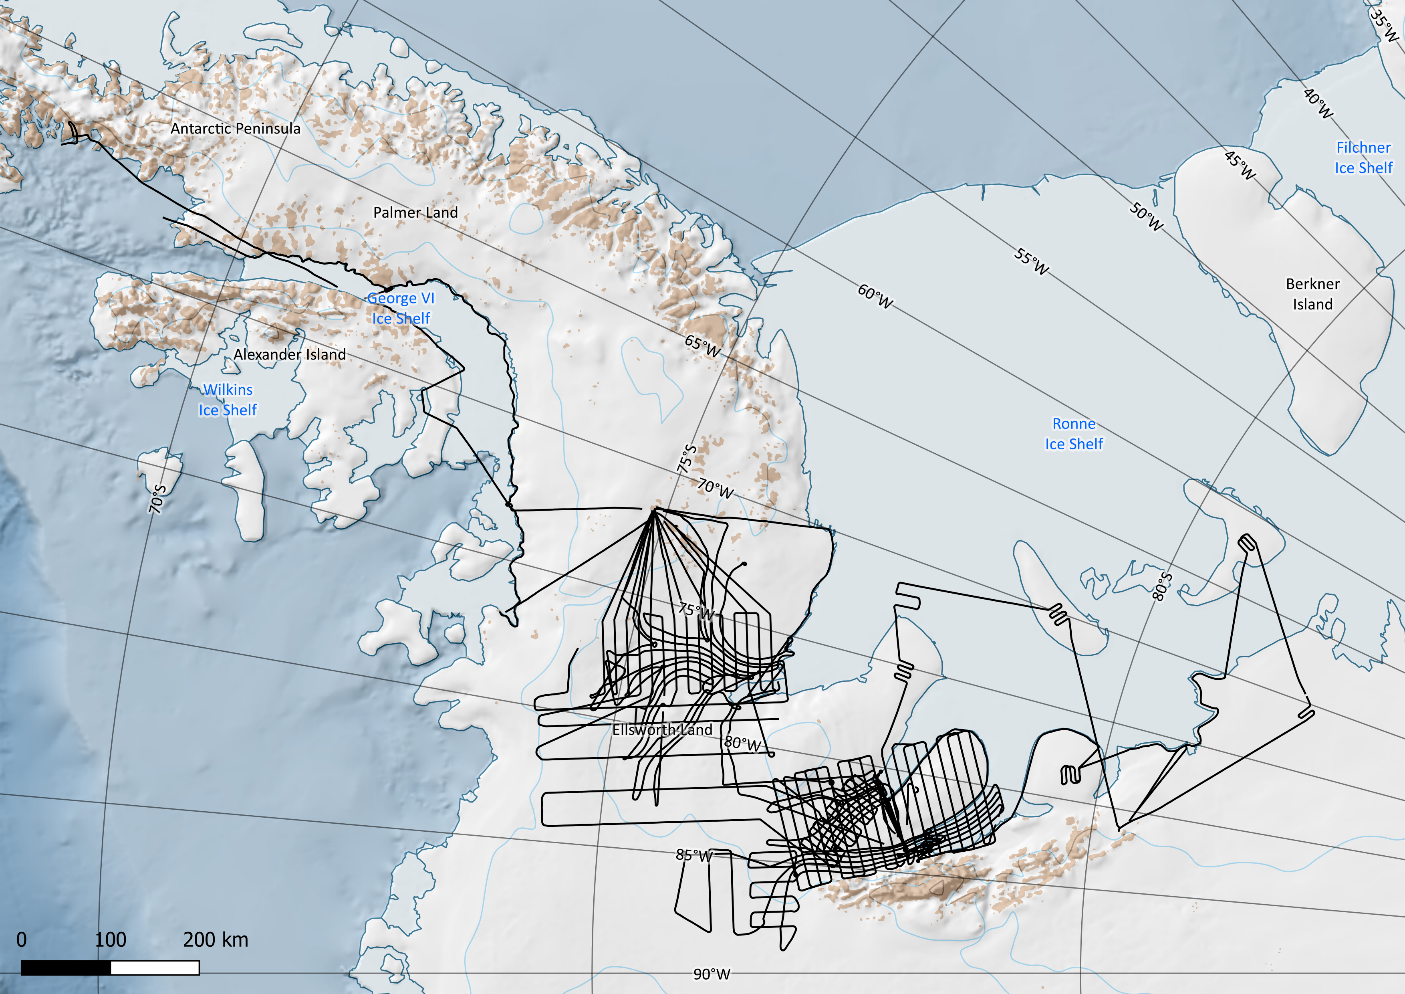 35°W
40°W
Filchner
Ice Shelf
45°W
Antarctic Peninsula
50°W
Palmer Land
55°W
60°W
Berkner
Island
George VI
Ice Shelf
65°W
Alexander Island
Wilkins
Ice Shelf
Ronne
Ice Shelf
75°S
70°W
70°S
80°S
75°W
Ellsworth Land
80°W
85°W
0 100 200 km
90°W